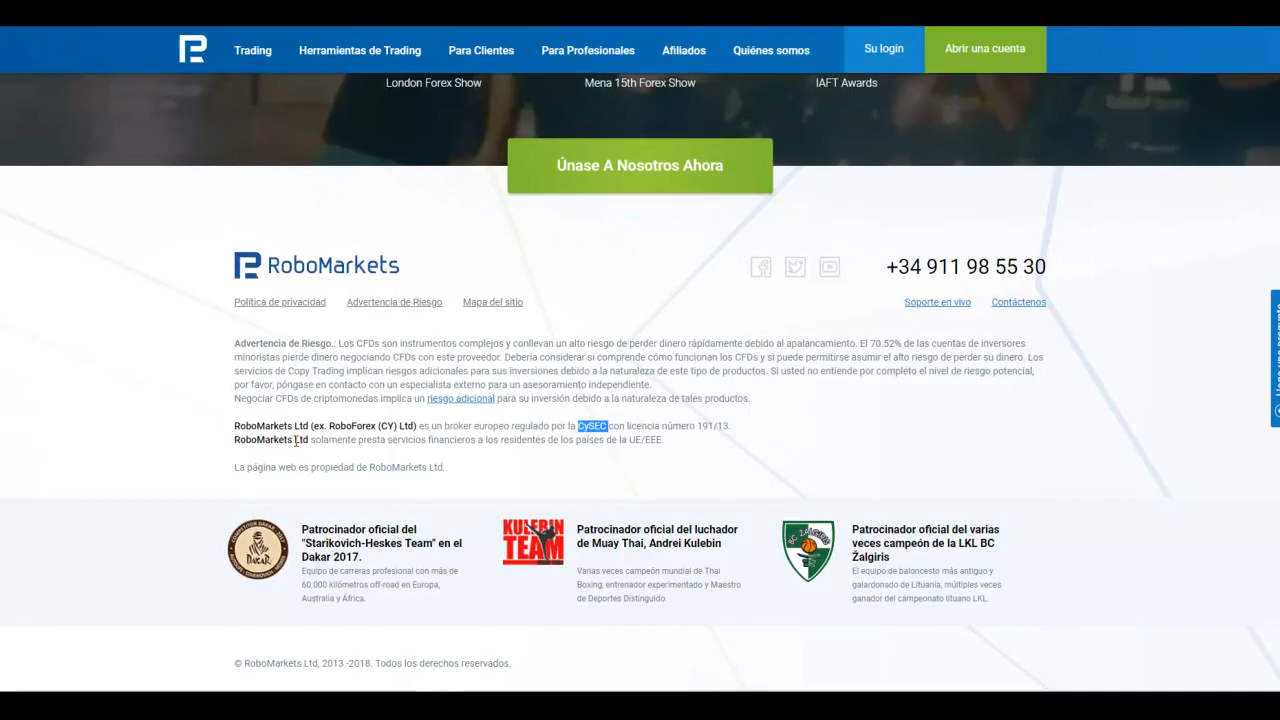 Trading Herramientas de Trading Para Clientes Para Profesionales Afiliados Quiénes somos Su login Abrir una cuenta
London Forex Show Mena 15th Forex Show IAFT Awards
Únase A Nosotros Ahora
RoboMarkets +34 911 98 55 30
Política de privacidad Advertencia de Riesgo Mapa del sitio Soporte en vivo Contáctenos
Advertencia de Riesgo.: Los CFDs son instrumentos complejos y conllevan un alto riesgo de perder dinero rápidamente debido al apalancamiento. El 70.52% de las cuentas de inversores
minoristas pierde dinero negociando CFDs con este proveedor. Debería considerar si comprende cómo funcionan los CFDs y si puede permitirse asumir el alto riesgo de perder su dinero. Los
servicios de Copy Trading implican riesgos adicionales para sus inversiones debido a la naturaleza de este tipo de productos. Si usted no entiende por completo el nivel de riesgo potencial,
por favor, póngase en contacto con un especialista externo para un asesoramiento independiente.
Negociar CFDs de criptomonedas implica un riesgo adicional para su inversión debido a la naturaleza de tales productos.
RoboMarkets Ltd (ex. RoboForex (CY) Ltd) es un broker europeo regulado por la CySEC con licencia número 191/13.
RoboMarkets Ltd solamente presta servicios financieros a los residentes de los países de la UE/EEE.
La página web es propiedad de RoboMarkets Ltd.
Patrocinador oficial del
"Starikovich-Heskes Team" en el
Dakar 2017.
Equipo de carreras profesional con más de
60.000 kilómetros off-road en Europa,
Australia y África.
KULEBIN
TEAM
Patrocinador oficial del luchador
de Muay Thai, Andrei Kulebin
Varias veces campeón mundial de Thai
Boxing, entrenador experimentado y Maestro
de Deportes Distinguido.
BC ŽALGIRIS
Patrocinador oficial del varias
veces campeón de la LKL BC
Žalgiris
El equipo de baloncesto más antiguo y
galardonado de Lituania, múltiples veces
ganador del campeonato lituano LKL.
© RoboMarkets Ltd, 2013 -2018. Todos los derechos reservados.